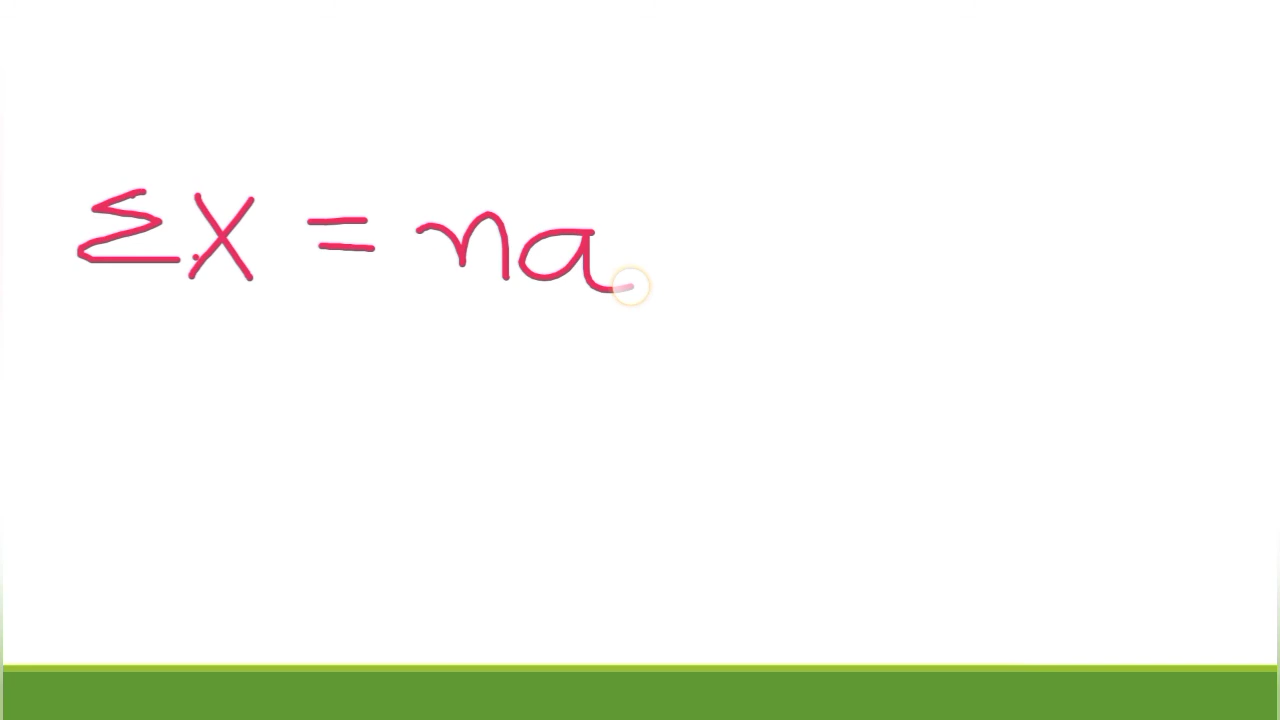 ΣX = na